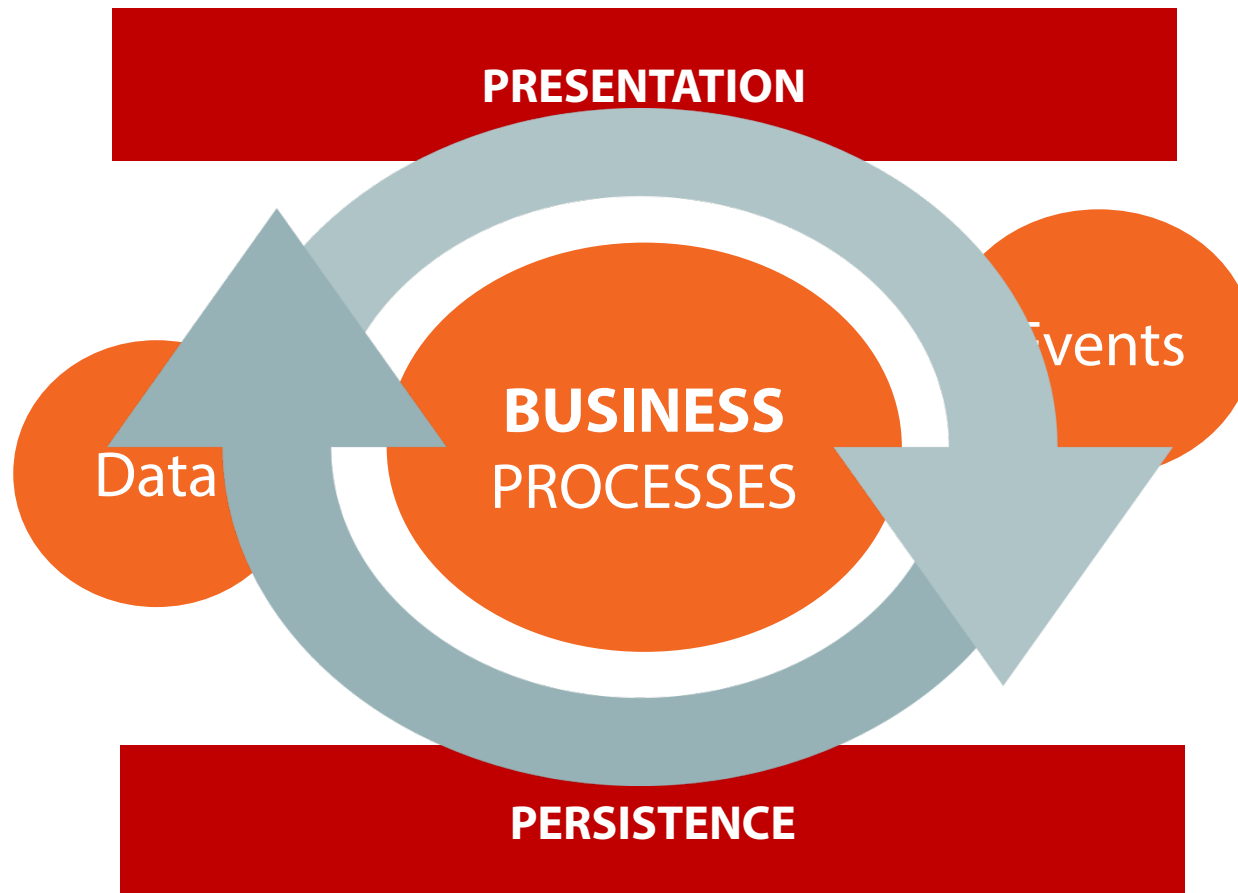 PRESENTATION
Events
BUSINESS
PROCESSES
Data
PERSISTENCE